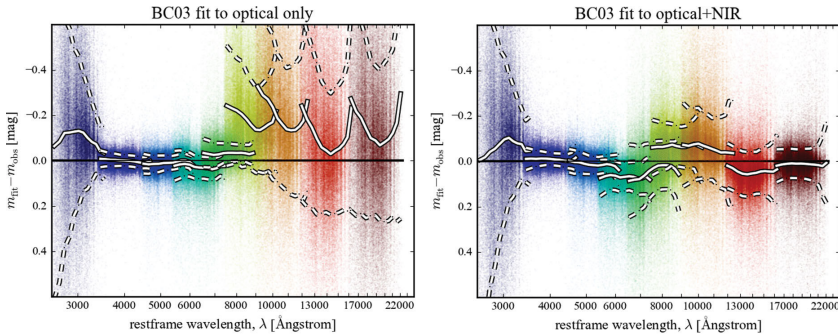 BC03 fit to optical only
BC03 fit to optical+NIR
−0.4
−0.2
0.0
0.2
0.4
m_fit−m_obs [mag]
3000 4000 5000 6000 8000 10000 13000 17000 22000
restframe wavelength, λ [Ångstrom]
−0.4
−0.2
0.0
0.2
0.4
m_fit−m_obs [mag]
3000 4000 5000 6000 8000 10000 13000 17000 22000
restframe wavelength, λ [Ångstrom]